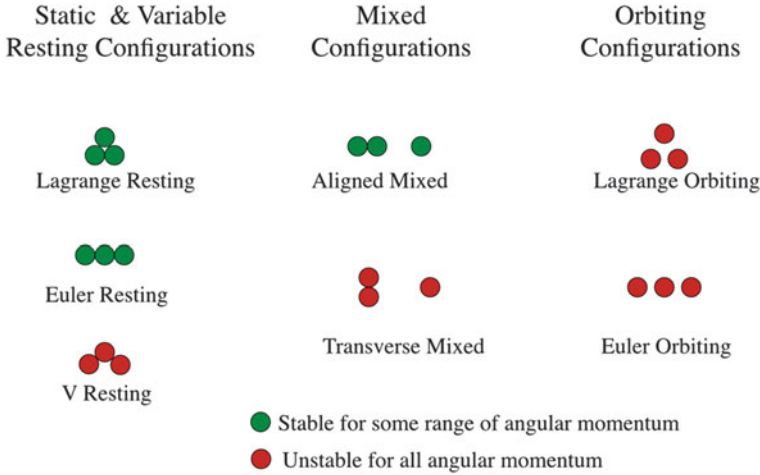 Static & Variable
Resting Configurations
Mixed
Configurations
Orbiting
Configurations
Lagrange Resting
Aligned Mixed
Lagrange Orbiting
Euler Resting
Transverse Mixed
Euler Orbiting
V Resting
Stable for some range of angular momentum
Unstable for all angular momentum